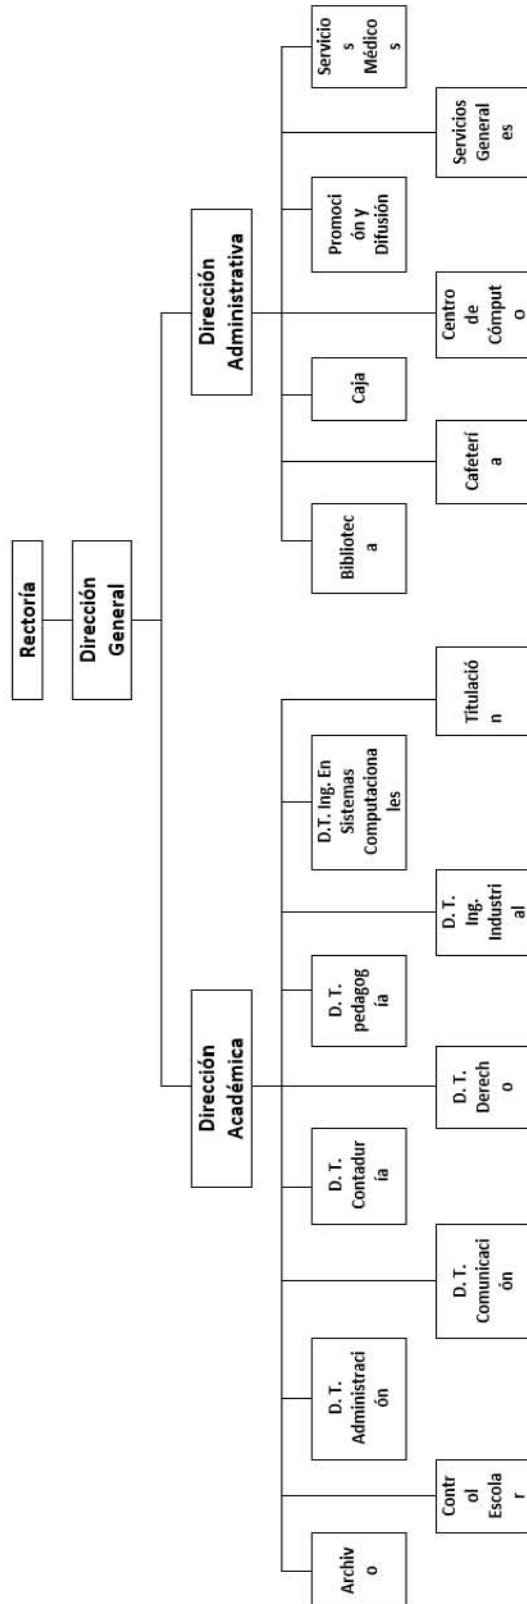 Rectoría
Dirección
General
Dirección
Académica
Dirección
Administrativa
Archiv
o
Contr
ol
Escola
r
D. T.
Administraci
ón
D. T.
Comunicaci
ón
D. T.
Contadur
ía
D. T.
Derech
o
D. T.
pedagog
ía
D. T.
Ing.
Industri
al
D.T. Ing. En
Sistemas
Computaciona
les
Titulació
n
Bibliotec
a
Cafeterí
a
Caja
Centro
de
Cómput
o
Promoci
ón y
Difusión
Servicios
General
es
Servicio
s
Médico
s